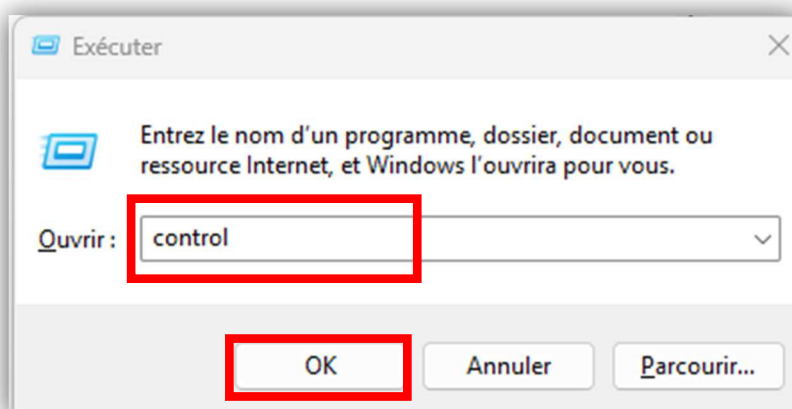 Exécuter
Entrez le nom d'un programme, dossier, document ou
ressource Internet, et Windows l'ouvrira pour vous.
Ouvrir : control
OK Annuler Parcourir...